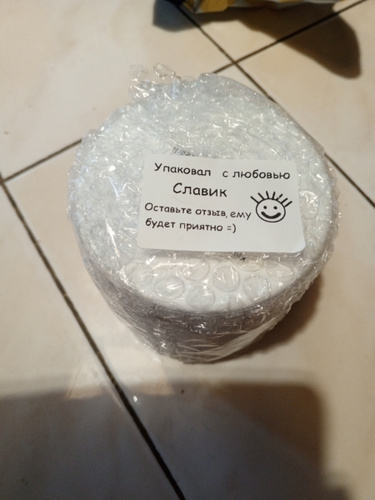 Упаковал с любовью
Славик
Оставьте отзыв, ему
будет приятно =)